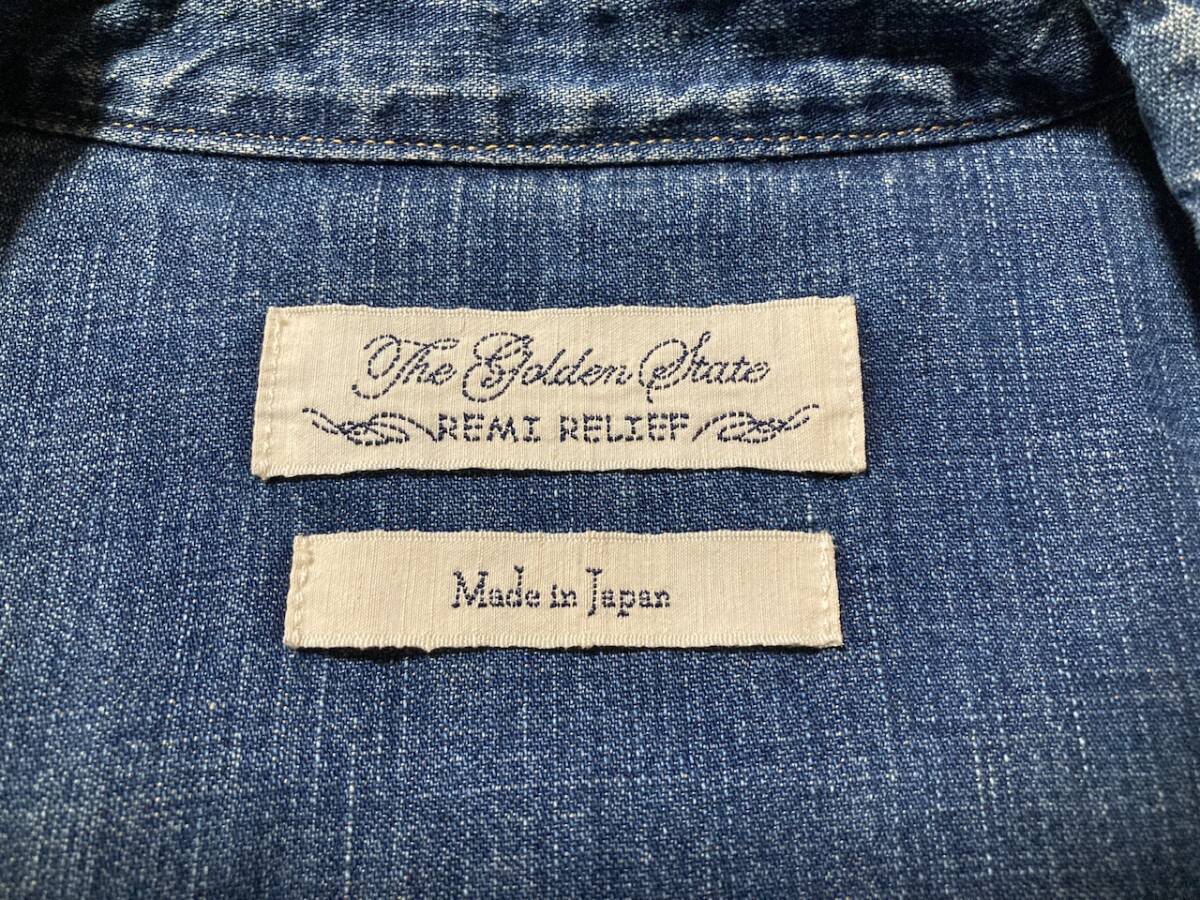 The Golden State
REMI RELIEF
Made in Japan